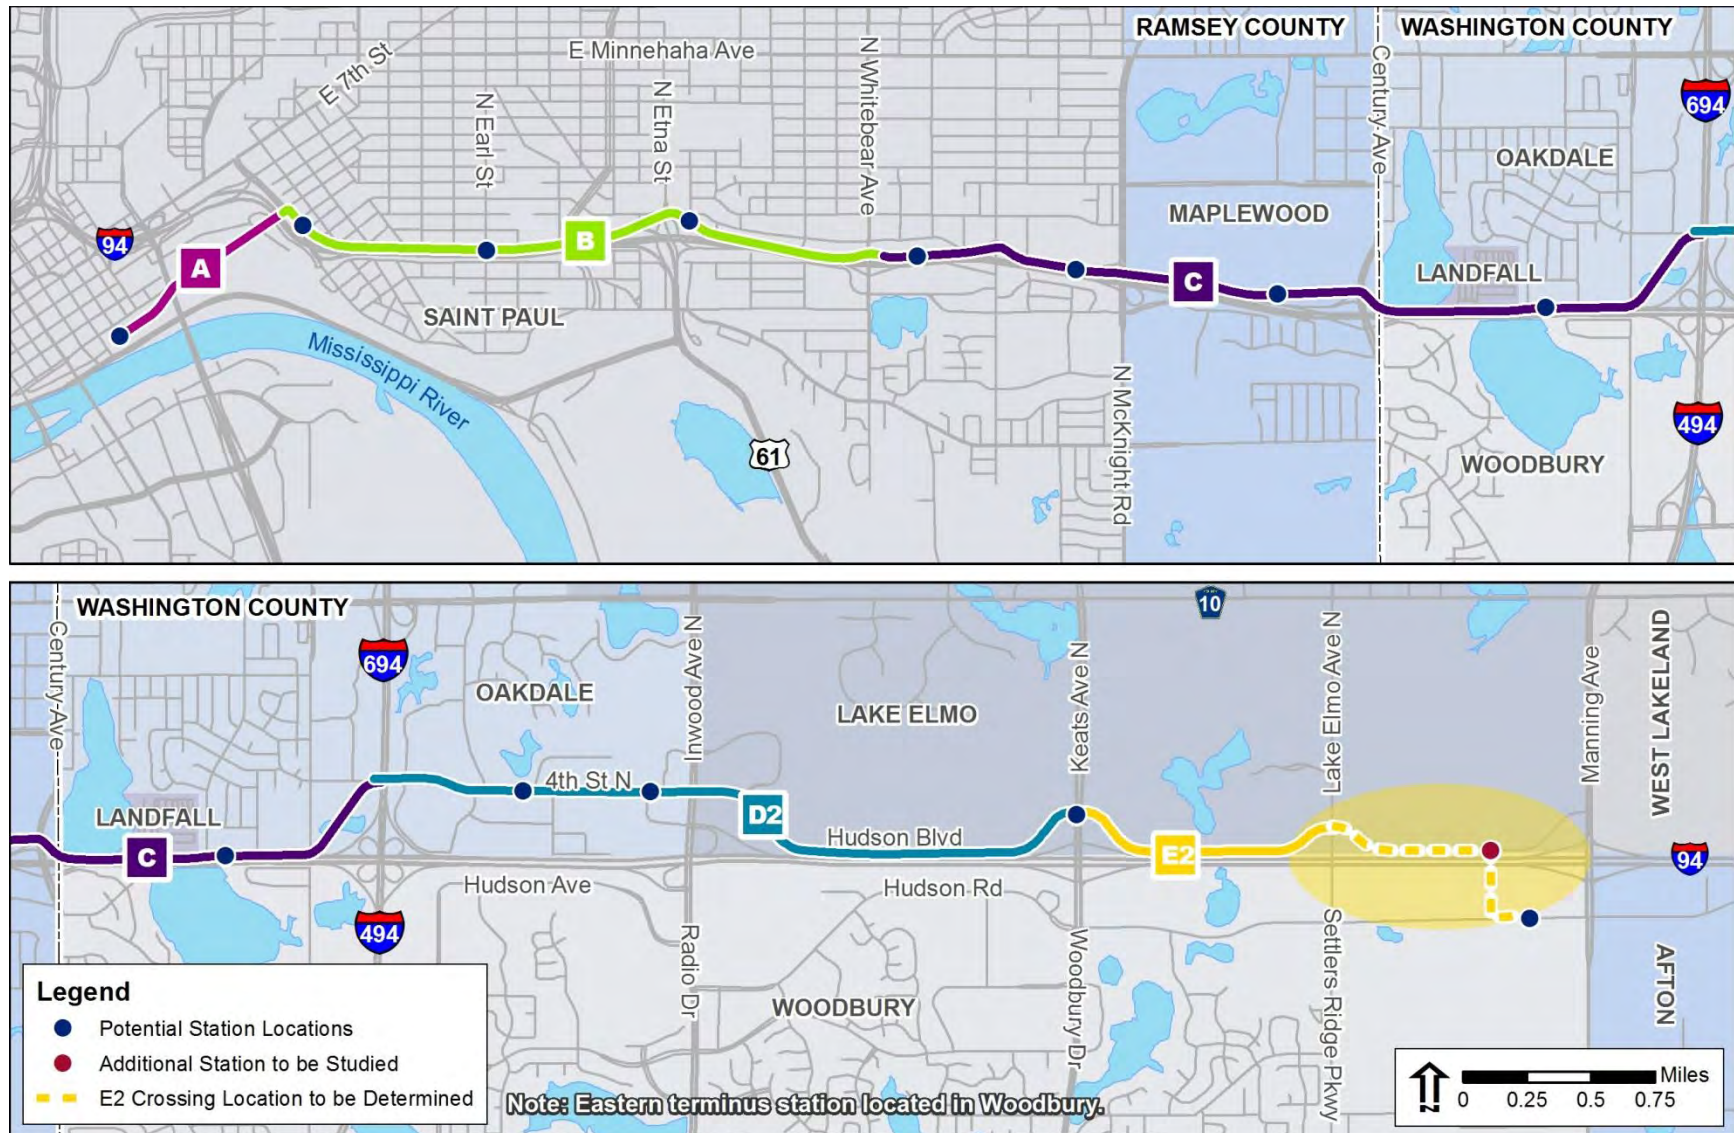 RAMSEY COUNTY
WASHINGTON COUNTY
E Minnehaha Ave
E 7th St
N Earl St
N Etna St
N Whitebear Ave
Century Ave
694
OAKDALE
MAPLEWOOD
94
A
B
C
LANDFALL
SAINT PAUL
Mississippi River
N McKnight Rd
61
494
WOODBURY
WASHINGTON COUNTY
Century Ave
694
OAKDALE
Inwood Ave N
LAKE ELMO
Keats Ave N
10
Lake Elmo Ave N
Manning Ave
WEST LAKELAND
4th St N
LANDFALL
D2
Hudson Blvd
C
E2
94
Hudson Ave
Hudson Rd
494
Radio Dr
WOODBURY
Woodbury Dr
Settlers Ridge Pkwy
AFTON
Legend
Potential Station Locations
Additional Station to be Studied
E2 Crossing Location to be Determined
Note: Eastern terminus station located in Woodbury.
N
Miles
0 0.25 0.5 0.75